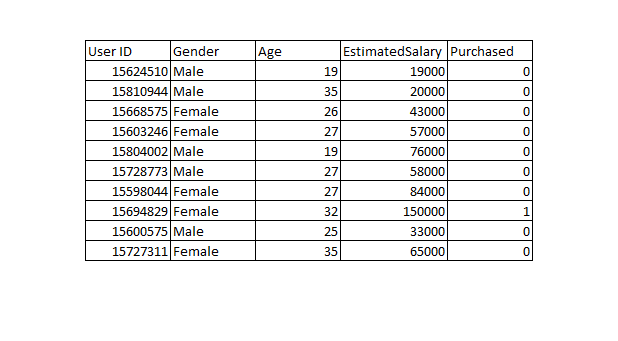 User ID Gender Age EstimatedSalary Purchased
15624510 Male 19 19000 0
15810944 Male 35 20000 0
15668575 Female 26 43000 0
15603246 Female 27 57000 0
15804002 Male 19 76000 0
15728773 Male 27 58000 0
15598044 Female 27 84000 0
15694829 Female 32 150000 1
15600575 Male 25 33000 0
15727311 Female 35 65000 0